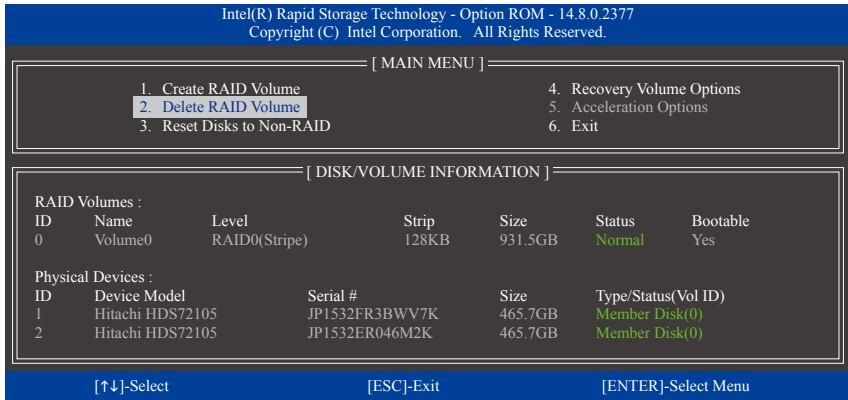 Intel(R) Rapid Storage Technology - Option ROM - 14.8.0.2377
Copyright (C) Intel Corporation. All Rights Reserved.
[ MAIN MENU ]
1. Create RAID Volume
2. Delete RAID Volume
3. Reset Disks to Non-RAID
4. Recovery Volume Options
5. Acceleration Options
6. Exit
[ DISK/VOLUME INFORMATION ]
RAID Volumes :
ID Name Level Strip Size Status Bootable
0 Volume0 RAID0(Stripe) 128KB 931.5GB Normal Yes
Physical Devices :
ID Device Model Serial # Size Type/Status(Vol ID)
1 Hitachi HDS72105 JP1532FR3BWV7K 465.7GB Member Disk(0)
2 Hitachi HDS72105 JP1532ER046M2K 465.7GB Member Disk(0)
[↑↓]-Select [ESC]-Exit [ENTER]-Select Menu